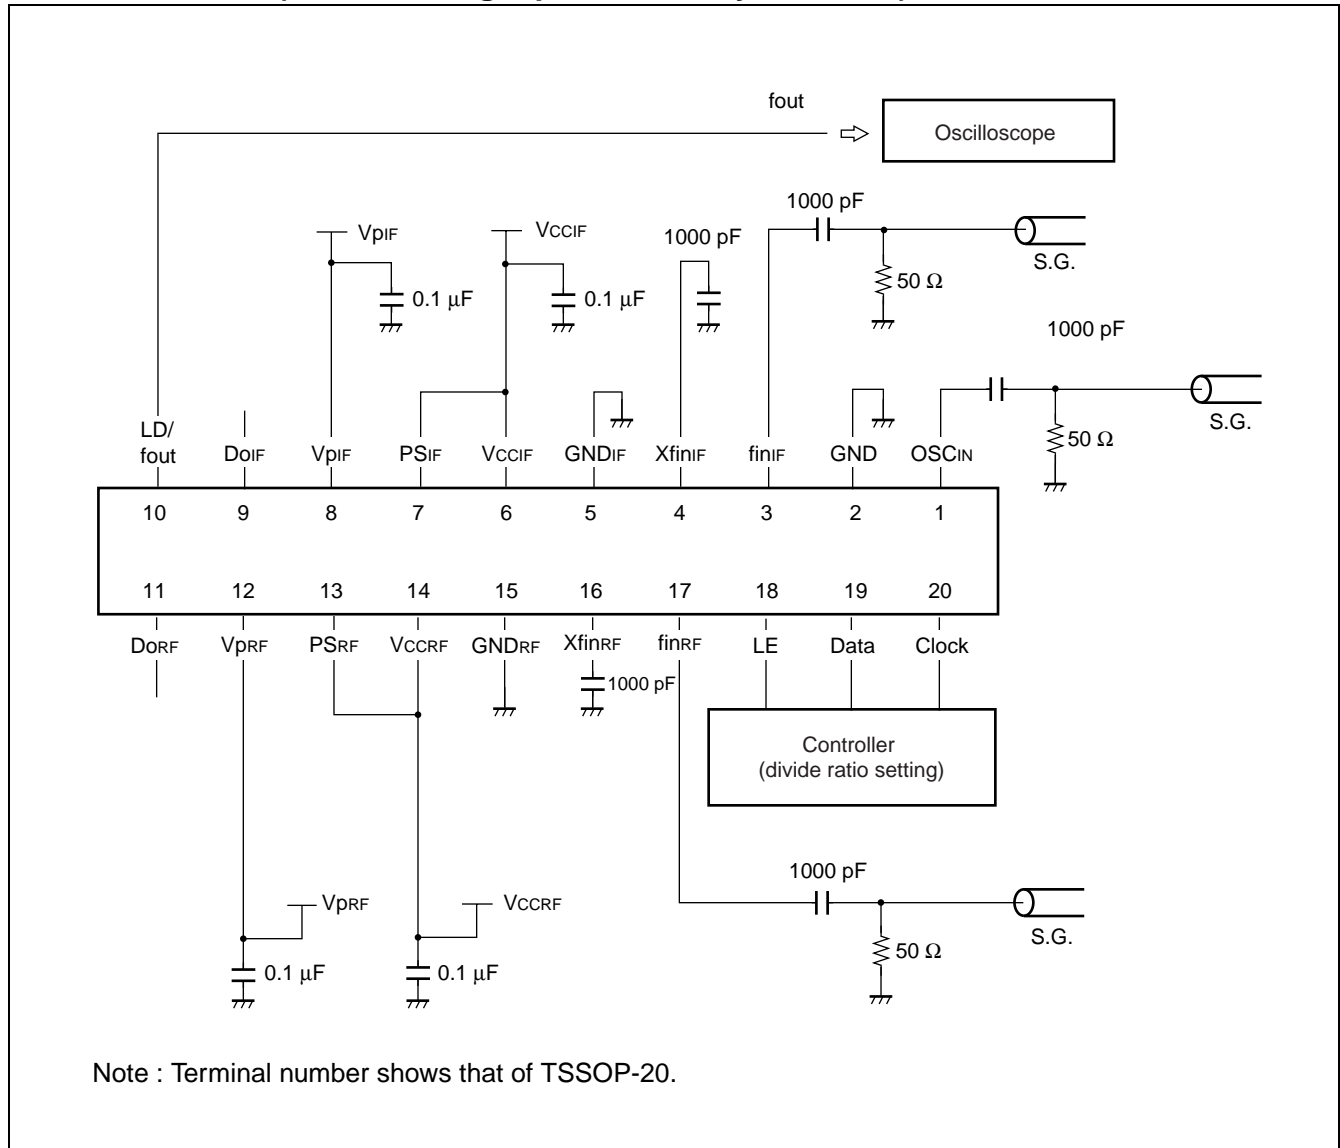 fout
Oscilloscope
1000 pF
VpIF
VCCIF
1000 pF
S.G.
50 Ω
0.1 µF
0.1 µF
1000 pF
S.G.
50 Ω
LD/
fout
DoIF
VpIF
PSIF
VCCIF
GNDIF
XfinIF
finIF
GND
OSCIN
10 9 8 7 6 5 4 3 2 1
11 12 13 14 15 16 17 18 19 20
DoRF
VpRF
PSRF
VCCRF
GNDRF
XfinRF
finRF
LE
Data
Clock
1000 pF
Controller
(divide ratio setting)
1000 pF
VpRF
VCCRF
S.G.
50 Ω
0.1 µF
0.1 µF
Note : Terminal number shows that of TSSOP-20.